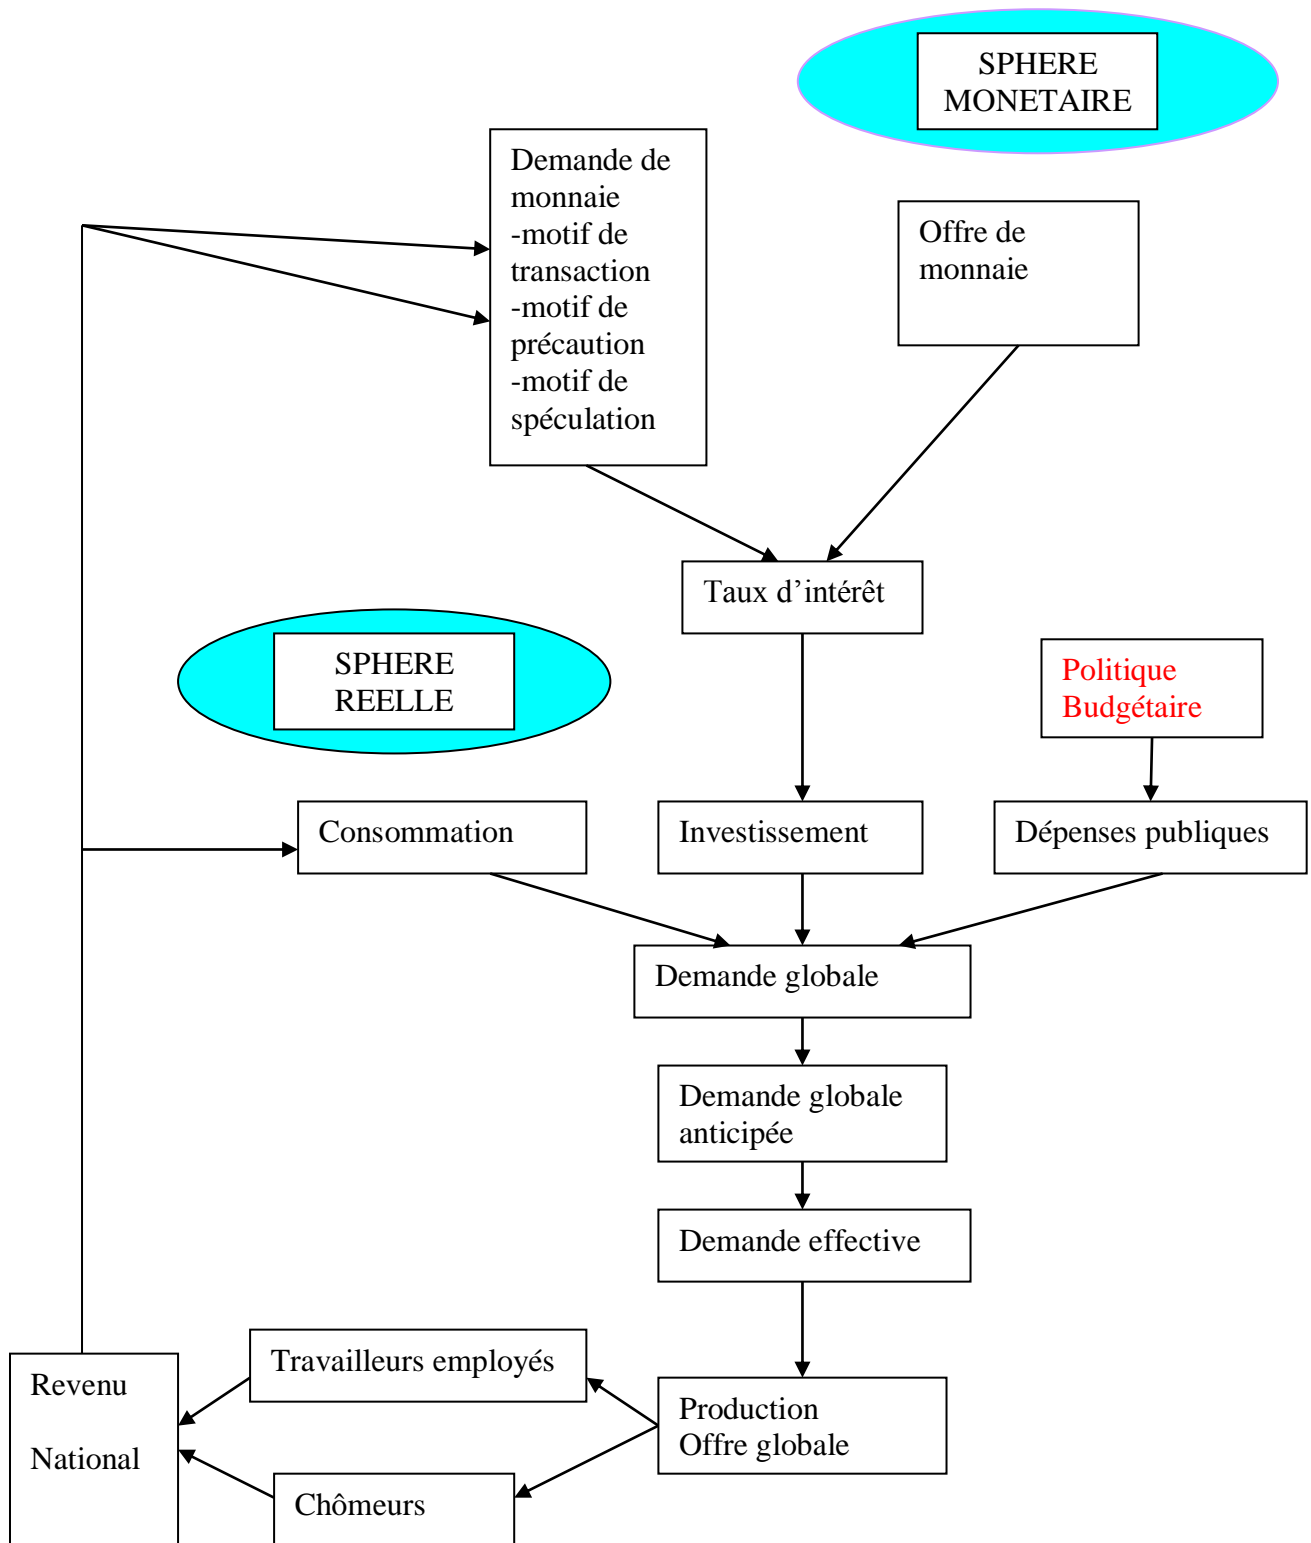 SPHERE
MONETAIRE
Demande de
monnaie
-motif de
transaction
-motif de
précaution
-motif de
spéculation
Offre de
monnaie
Taux d’intérêt
SPHERE
REELLE
Politique
Budgétaire
Consommation
Investissement
Dépenses publiques
Demande globale
Demande globale
anticipée
Demande effective
Travailleurs employés
Revenu
National
Production
Offre globale
Chômeurs